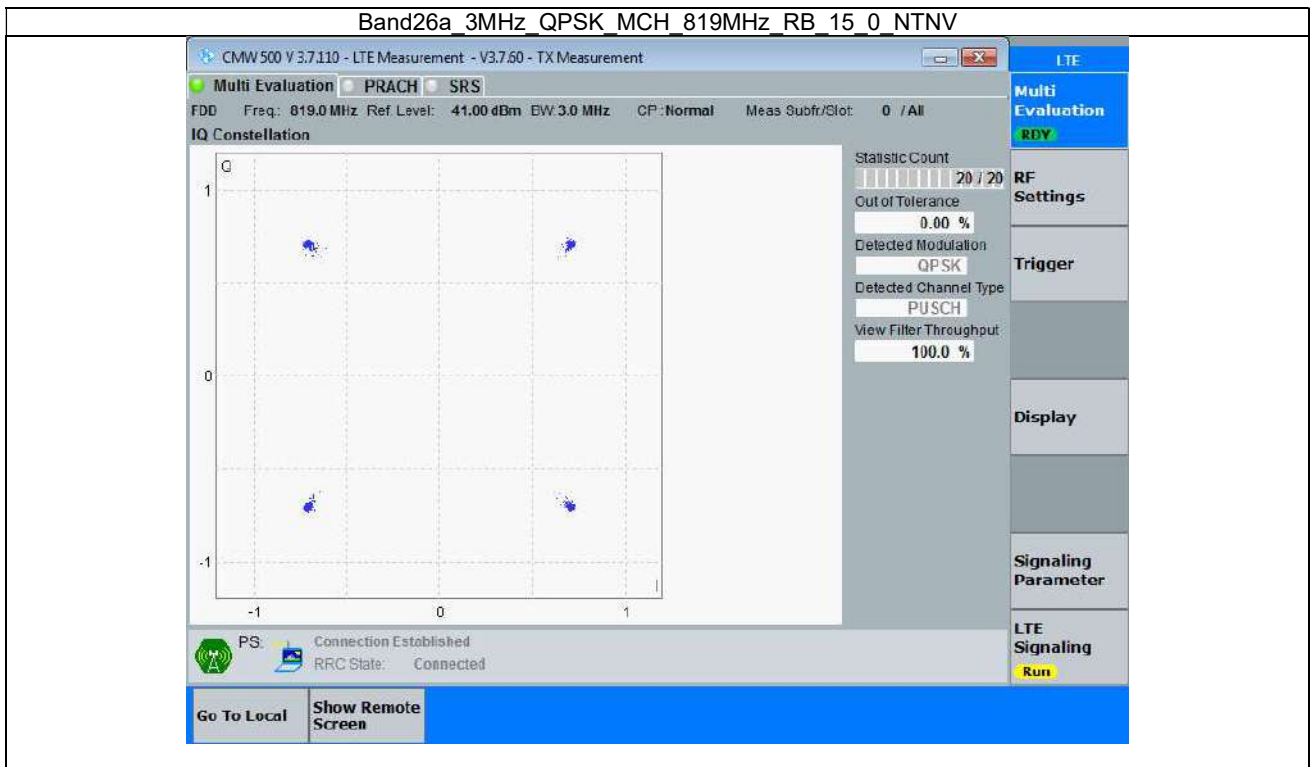 Band26a_3MHz_QPSK_MCH_819MHz_RB_15_0_NTNV
CMW 500 V 3.7.110 - LTE Measurement - V3.7.60 - TX Measurement
Multi Evaluation PRACH SRS
FDD Freq.: 819.0 MHz Ref. Level: 41.00 dBm BW: 3.0 MHz CP: Normal Meas Subfr/Slot: 0 / All
IQ Constellation
Q
1
0
-1
-1 0 1
I
Statistic Count
20 / 20
Out of Tolerance
0.00 %
Detected Modulation
QPSK
Detected Channel Type
PUSCH
View Filter Throughput
100.0 %
PS:
Connection Established
RRC State: Connected
LTE
Multi
Evaluation
RDY
RF
Settings
Trigger
Display
Signaling
Parameter
LTE
Signaling
Run
Go To Local
Show Remote
Screen